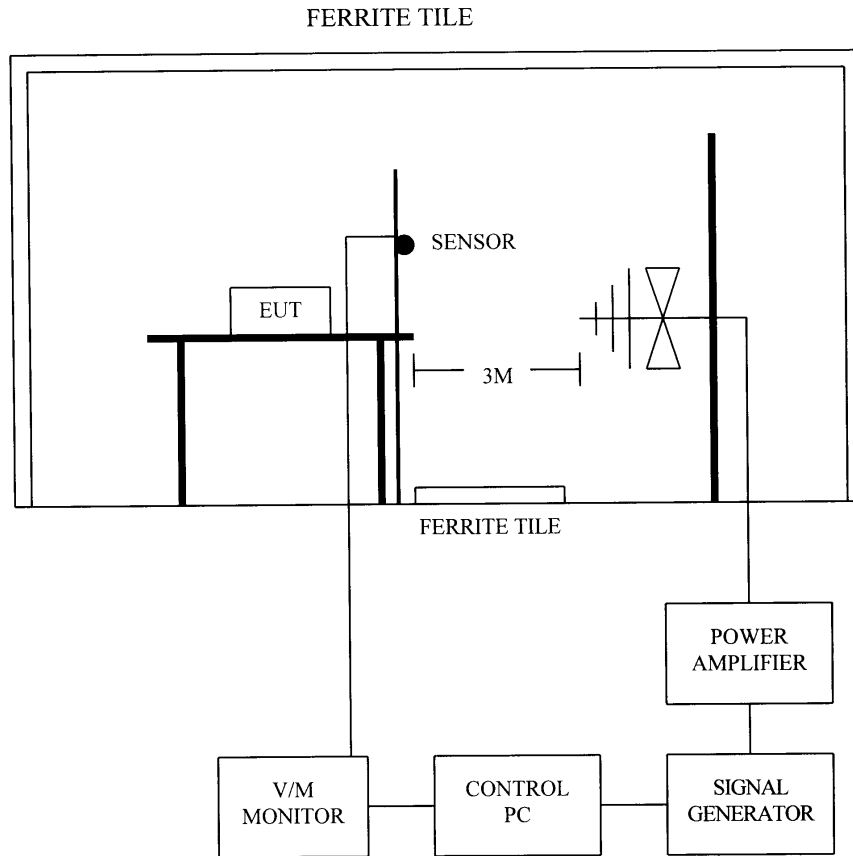 FERRITE TILE
SENSOR
EUT
3M
FERRITE TILE
POWER
AMPLIFIER
V/M
MONITOR
CONTROL
PC
SIGNAL
GENERATOR